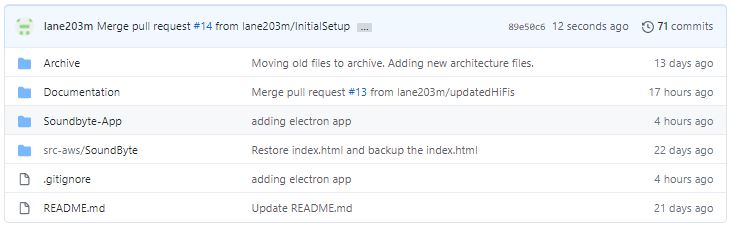 lane203m Merge pull request #14 from lane203m/InitialSetup ... 89e50c6 12 seconds ago 71 commits
Archive Moving old files to archive. Adding new architecture files. 13 days ago
Documentation Merge pull request #13 from lane203m/updatedHiFis 17 hours ago
Soundbyte-App adding electron app 4 hours ago
src-aws/SoundByte Restore index.html and backup the index.html 22 days ago
.gitignore adding electron app 4 hours ago
README.md Update README.md 21 days ago